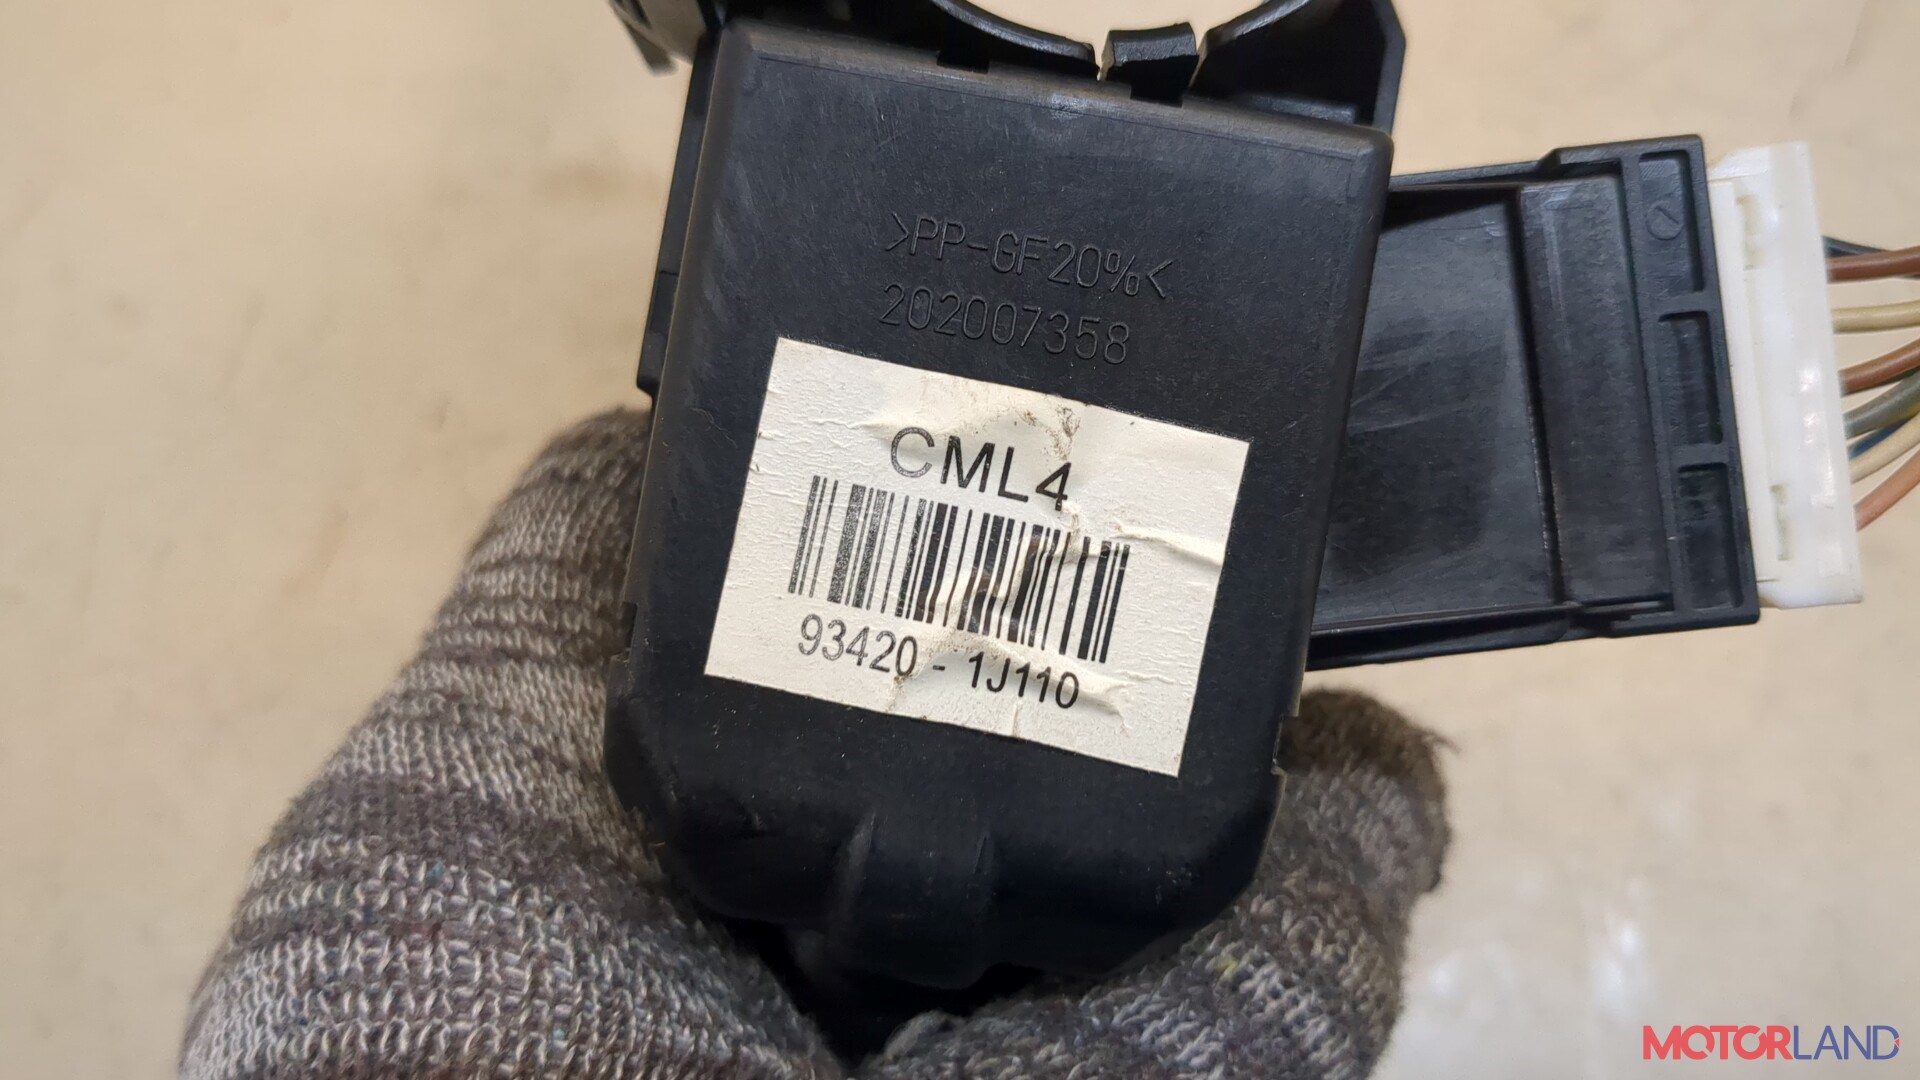 >PP-GF20%<
202007358
CML4
93420 - 1J110
MOTORLAND